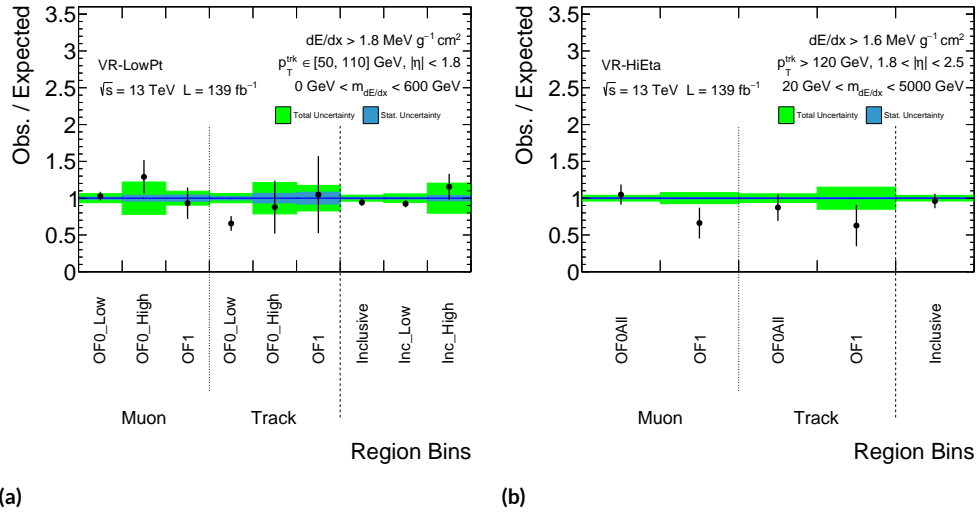 3.5
3
2.5
2
1.5
1
0.5
0
Obs. / Expected
VR-LowPt
√s = 13 TeV L = 139 fb⁻¹
dE/dx > 1.8 MeV g⁻¹ cm²
p_T^trk ∈ [50, 110] GeV, |η| < 1.8
0 GeV < m_dE/dx < 600 GeV
Total Uncertainty Stat. Uncertainty
OF0_Low
OF0_High
OF1
OF0_Low
OF0_High
OF1
Inclusive
Inc_Low
Inc_High
Muon Track
Region Bins
(a)
3.5
3
2.5
2
1.5
1
0.5
0
Obs. / Expected
VR-HiEta
√s = 13 TeV L = 139 fb⁻¹
dE/dx > 1.6 MeV g⁻¹ cm²
p_T^trk > 120 GeV, 1.8 < |η| < 2.5
20 GeV < m_dE/dx < 5000 GeV
Total Uncertainty Stat. Uncertainty
OF0All
OF1
OF0All
OF1
Inclusive
Muon Track
Region Bins
(b)